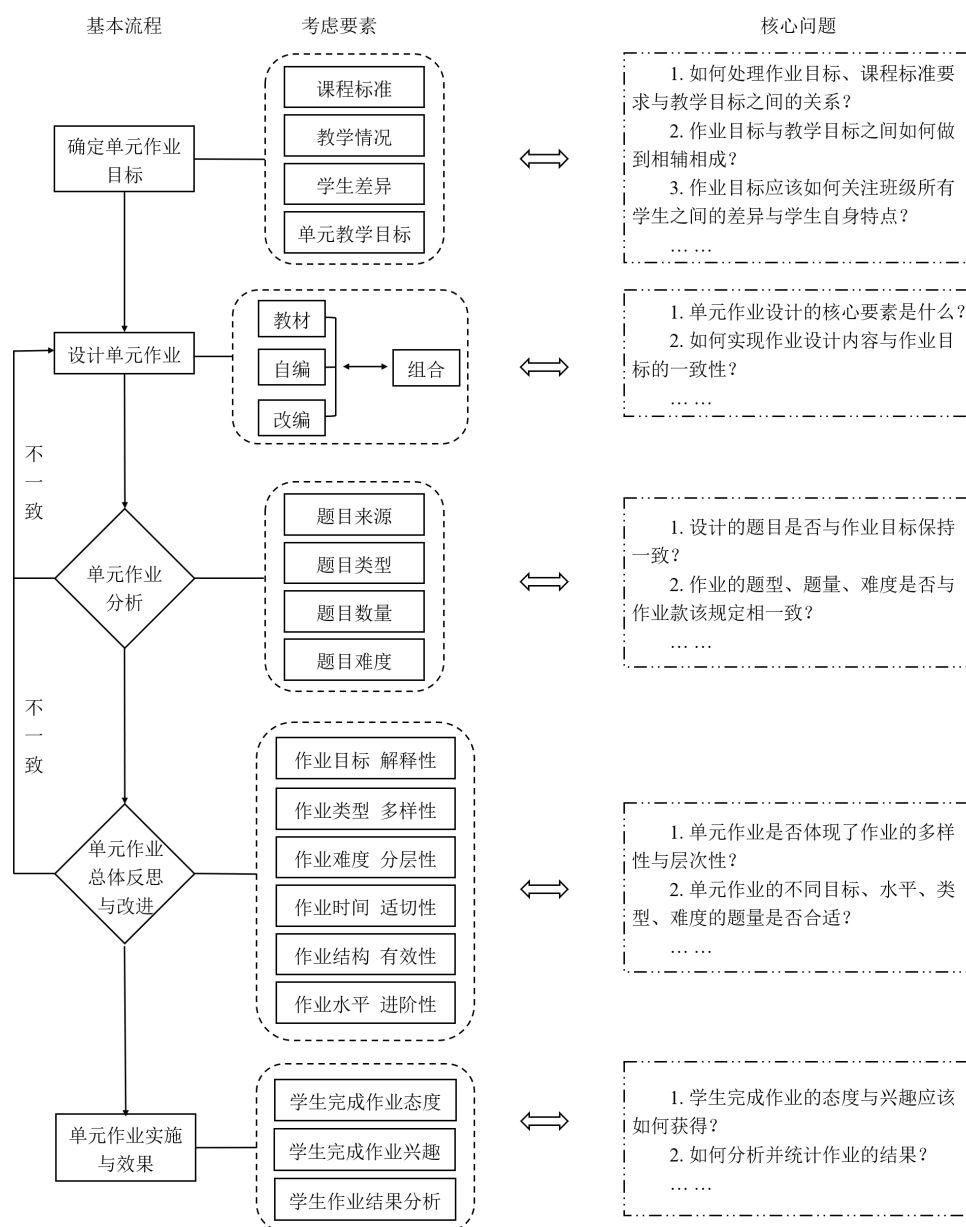 基本流程
考虑要素
核心问题
确定单元作业
目标
课程标准
教学情况
学生差异
单元教学目标
1. 如何处理作业目标、课程标准要
求与教学目标之间的关系?
2. 作业目标与教学目标之间如何做
到相辅相成?
3. 作业目标应该如何关注班级所有
学生之间的差异与学生自身特点?
… …
设计单元作业
教材
自编
改编
组合
1. 单元作业设计的核心要素是什么?
2. 如何实现作业设计内容与作业目
标的一致性?
… …
不
一
致
单元作业
分析
题目来源
题目类型
题目数量
题目难度
1. 设计的题目是否与作业目标保持
一致?
2. 作业的题型、题量、难度是否与
作业款该规定相一致?
… …
不
一
致
单元作业
总体反思
与改进
作业目标 解释性
作业类型 多样性
作业难度 分层性
作业时间 适切性
作业结构 有效性
作业水平 进阶性
1. 单元作业是否体现了作业的多样
性与层次性?
2. 单元作业的不同目标、水平、类
型、难度的题量是否合适?
… …
单元作业实施
与效果
学生完成作业态度
学生完成作业兴趣
学生作业结果分析
1. 学生完成作业的态度与兴趣应该
如何获得?
2. 如何分析并统计作业的结果?
… …